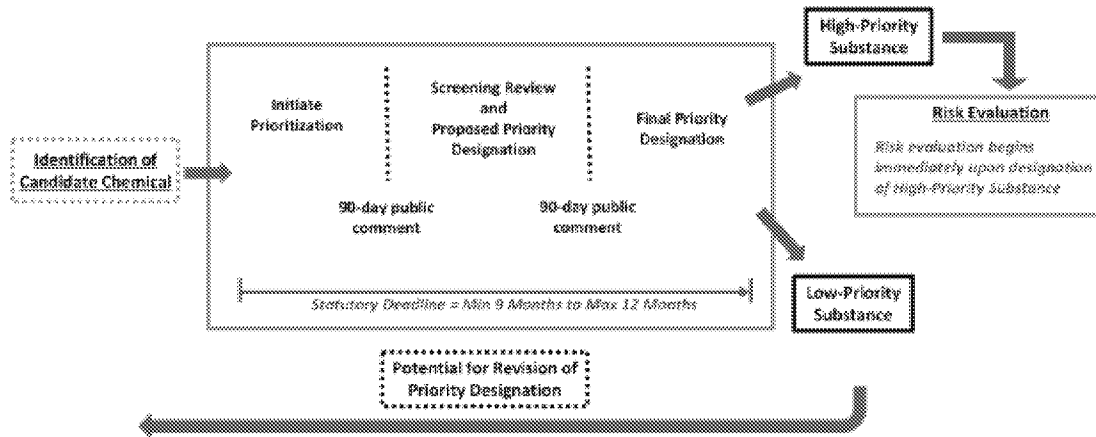 Identification of
Candidate Chemical
Initiate
Prioritization
90-day public
comment
Screening Review
and
Proposed Priority
Designation
90-day public
comment
Final Priority
Designation
Statutory Deadline = Min 9 Months to Max 12 Months
High-Priority
Substance
Risk Evaluation
Risk evaluation begins
immediately upon designation
of High-Priority Substance
Low-Priority
Substance
Potential for Revision of
Priority Designation